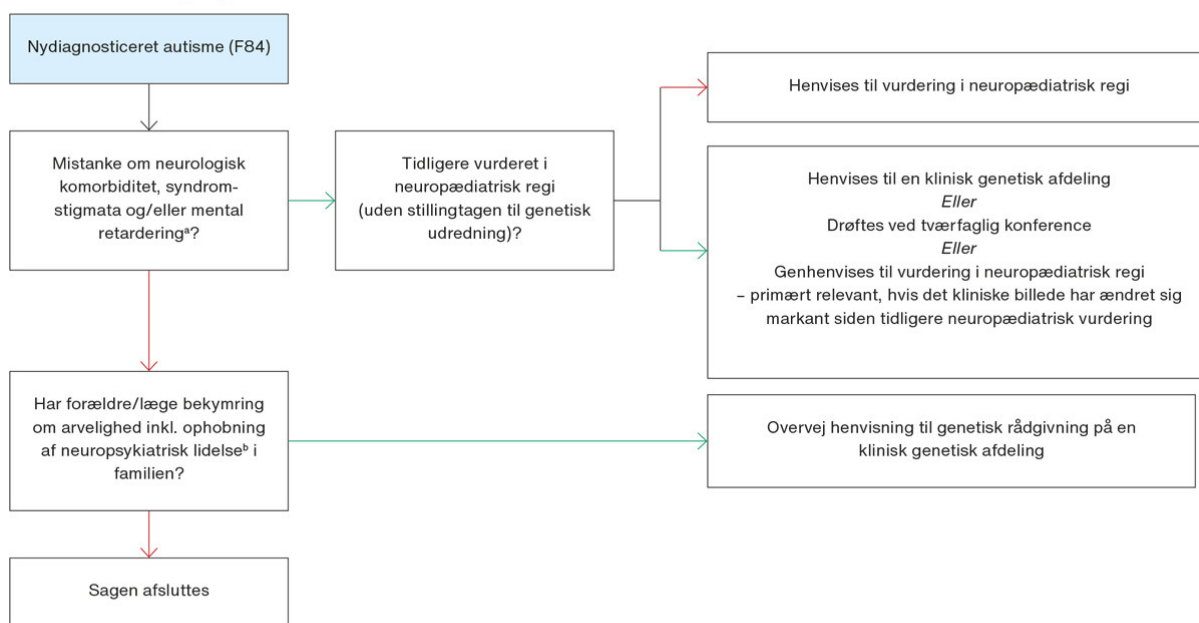 Nydiagnosticeret autisme (F84)
Mistanke om neurologisk
komorbiditet, syndrom-
stigmata og/eller mental
retarderingᵃ?
Tidligere vurderet i
neuropædiatrisk regi
(uden stillingtagen til genetisk
udredning)?
Henvises til vurdering i neuropædiatrisk regi
Henvises til en klinisk genetisk afdeling
Eller
Drøftes ved tværfaglig konference
Eller
Genhenvises til vurdering i neuropædiatrisk regi
– primært relevant, hvis det kliniske billede har ændret sig
markant siden tidligere neuropædiatrisk vurdering
Har forældre/læge bekymring
om arvelighed inkl. ophobning
af neuropsykiatrisk lidelseᵇ i
familien?
Overvej henvisning til genetisk rådgivning på en
klinisk genetisk afdeling
Sagen afsluttes